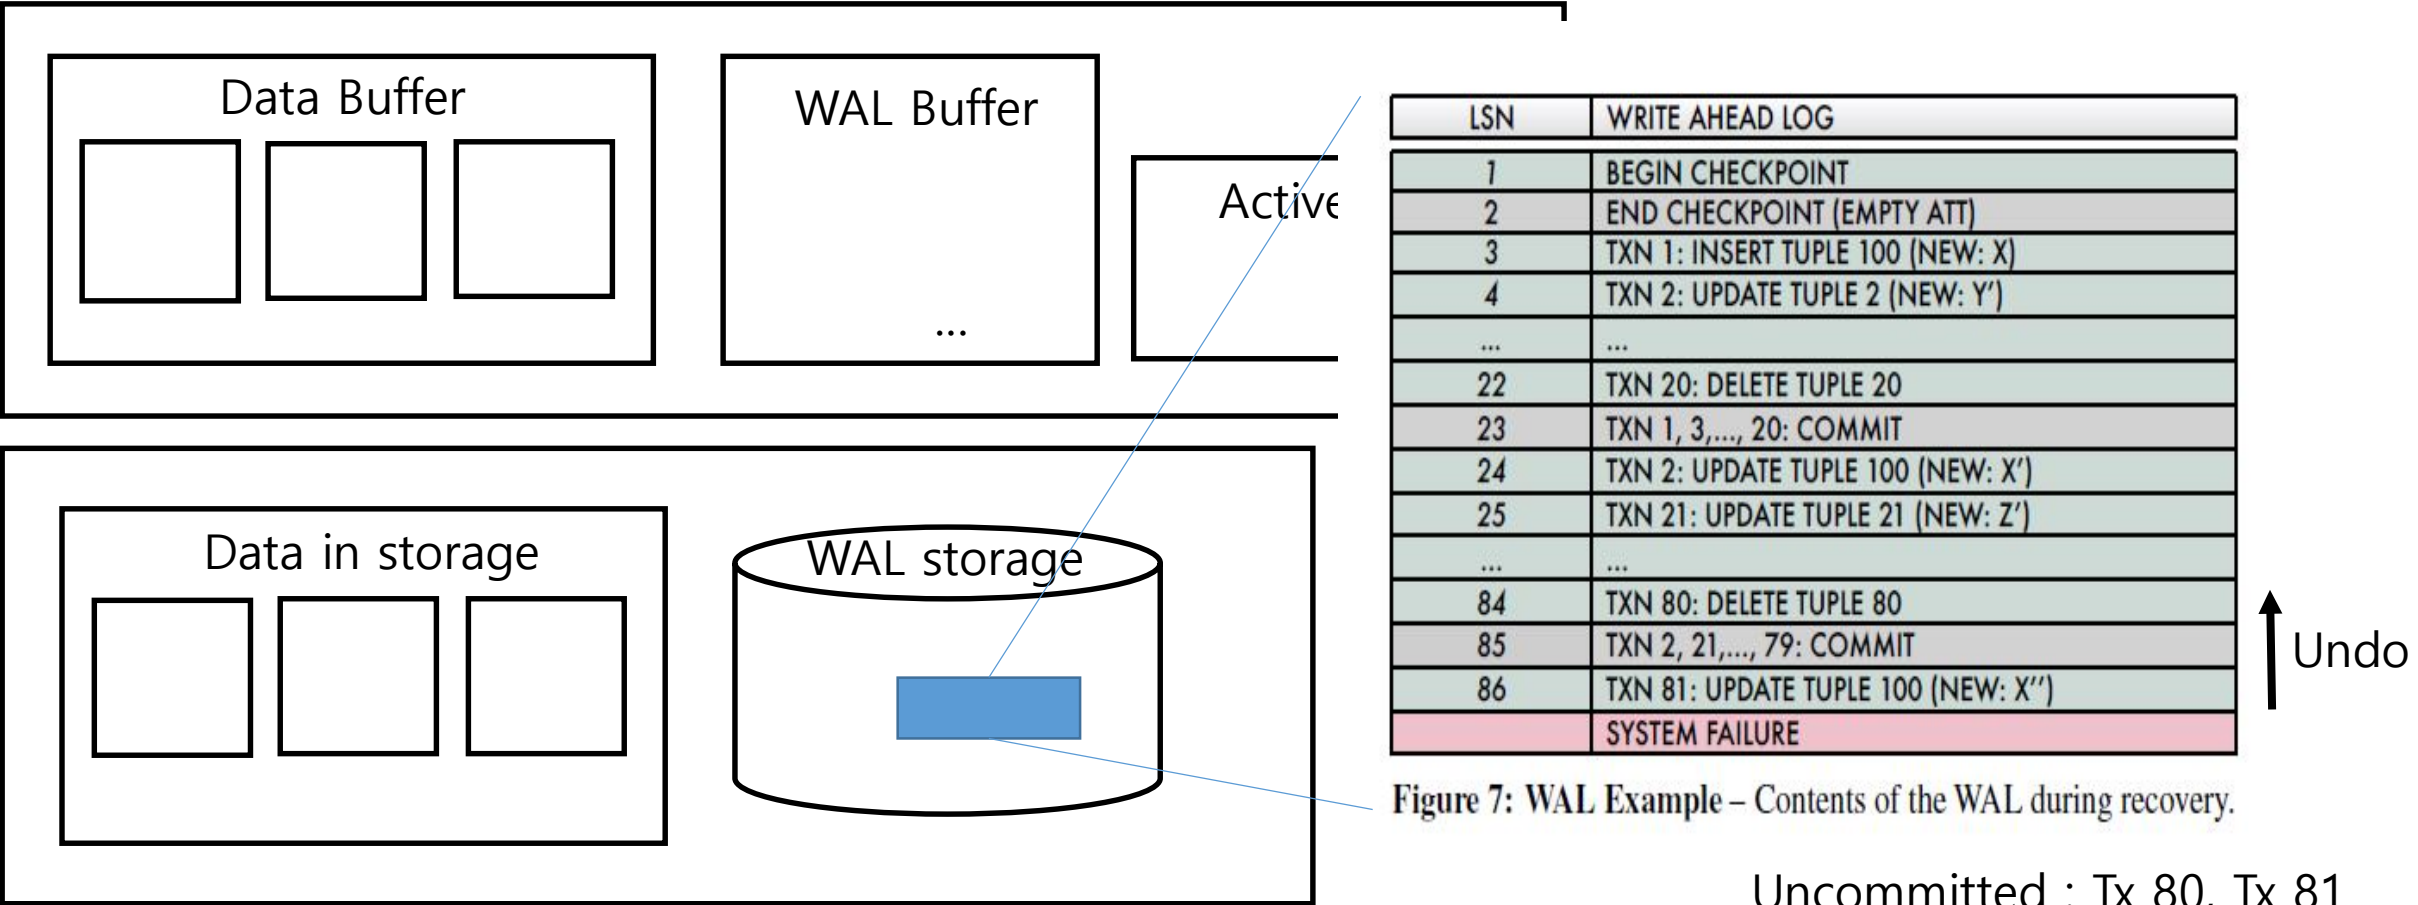 Data Buffer
WAL Buffer
...
Active
Data in storage
WAL storage
LSN WRITE AHEAD LOG
1 BEGIN CHECKPOINT
2 END CHECKPOINT (EMPTY ATT)
3 TXN 1: INSERT TUPLE 100 (NEW: X)
4 TXN 2: UPDATE TUPLE 2 (NEW: Y')
... ...
22 TXN 20: DELETE TUPLE 20
23 TXN 1, 3,..., 20: COMMIT
24 TXN 2: UPDATE TUPLE 100 (NEW: X')
25 TXN 21: UPDATE TUPLE 21 (NEW: Z')
... ...
84 TXN 80: DELETE TUPLE 80
85 TXN 2, 21,..., 79: COMMIT
86 TXN 81: UPDATE TUPLE 100 (NEW: X'')
SYSTEM FAILURE
Undo
Figure 7: WAL Example – Contents of the WAL during recovery.
Uncommitted : Tx 80, Tx 81